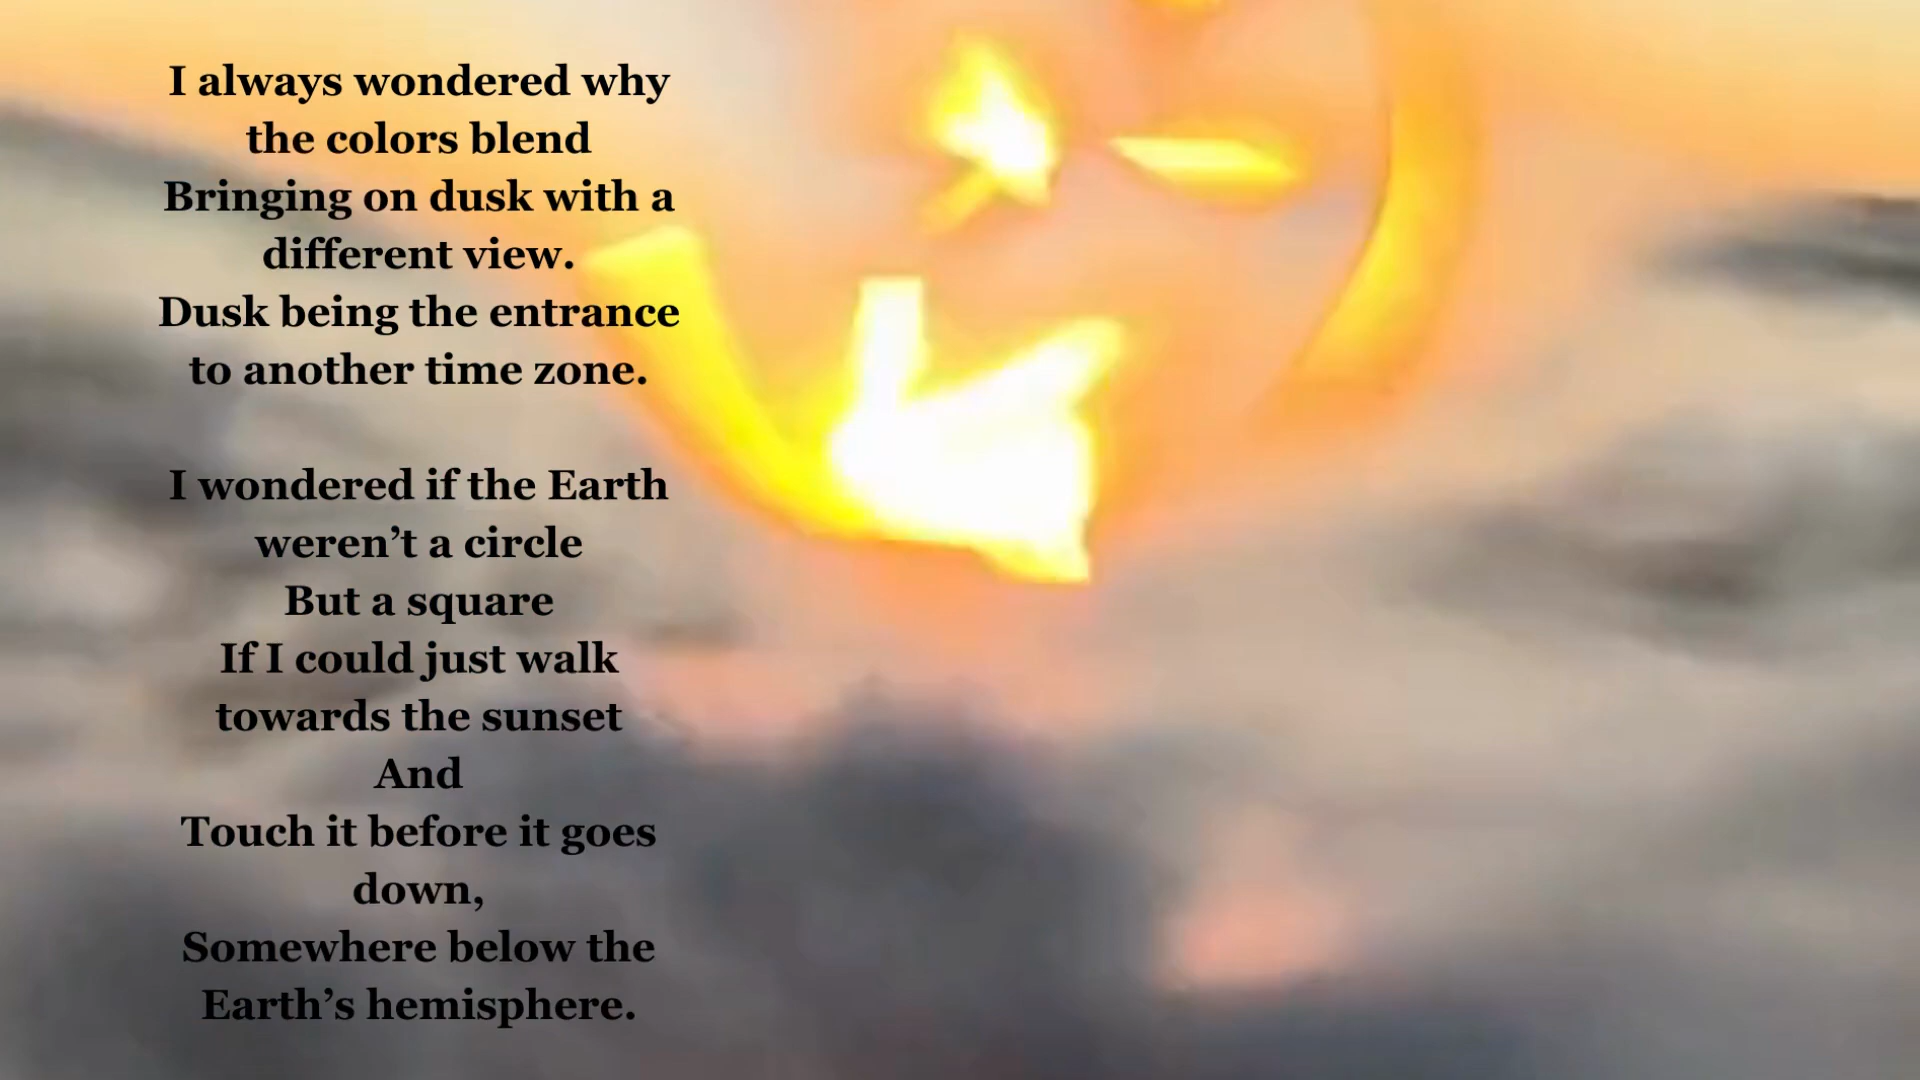 I always wondered why
the colors blend
Bringing on dusk with a
different view.
Dusk being the entrance
to another time zone.
I wondered if the Earth
weren’t a circle
But a square
If I could just walk
towards the sunset
And
Touch it before it goes
down,
Somewhere below the
Earth’s hemisphere.